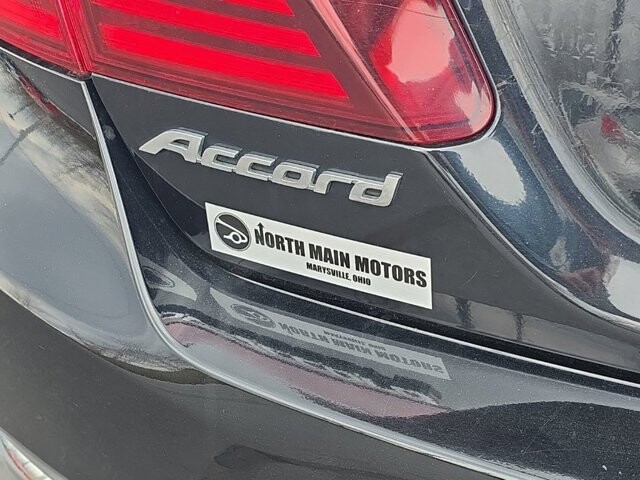 Accord
NORTH MAIN MOTORS
MARYSVILLE, OHIO